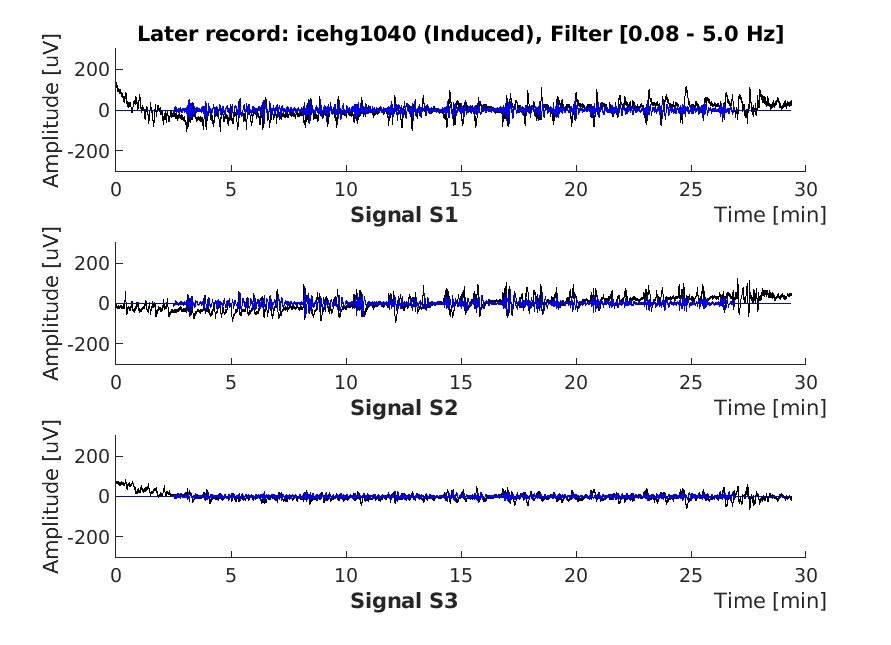 Later record: icehg1040 (Induced), Filter [0.08 - 5.0 Hz]
Amplitude [uV]
200
0
-200
0 5 10 15 20 25 30
Signal S1 Time [min]
Amplitude [uV]
200
0
-200
0 5 10 15 20 25 30
Signal S2 Time [min]
Amplitude [uV]
200
0
-200
0 5 10 15 20 25 30
Signal S3 Time [min]